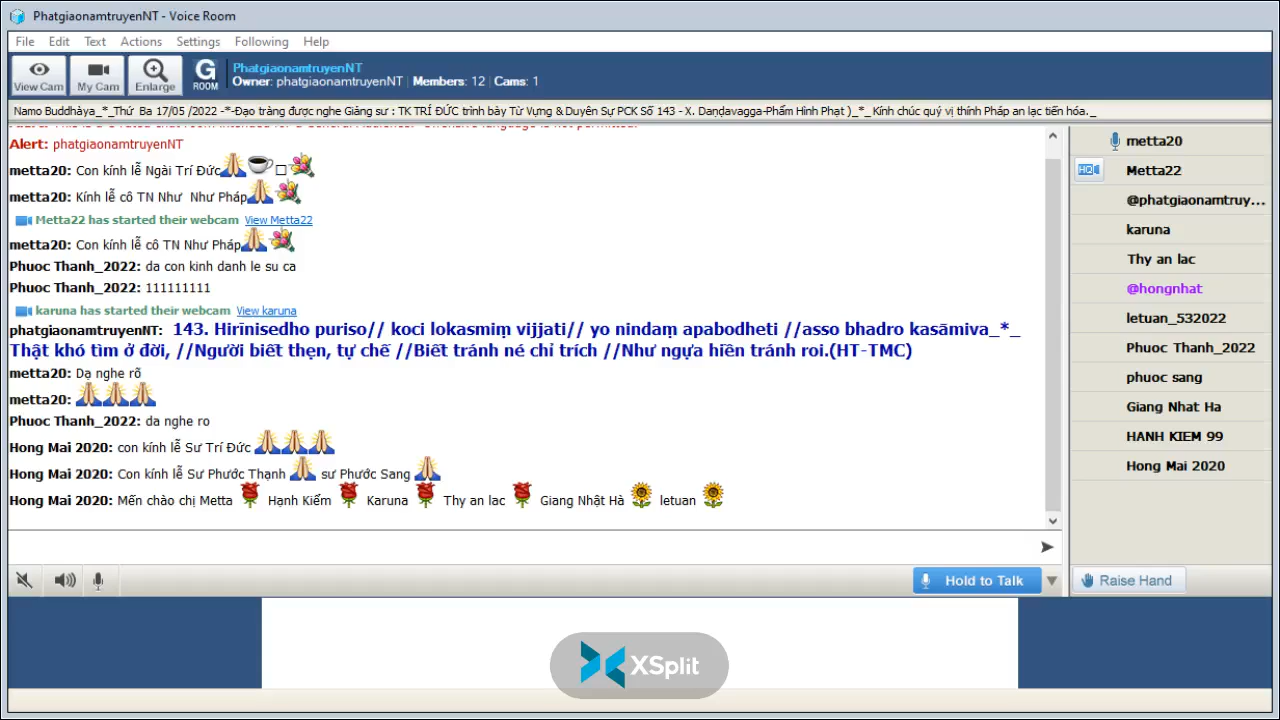 PhatgiaonamtruyenNT - Voice Room
File Edit Text Actions Settings Following Help
View Cam My Cam Enlarge G ROOM
PhatgiaonamtruyenNT
Owner: phatgiaonamtruyenNT | Members: 12 | Cams: 1
Namo Buddhàya_*_Thứ Ba 17/05 /2022 -*-Đạo tràng được nghe Giảng sư : TK TRÍ ĐỨC trình bày Từ Vựng & Duyên Sự PCK Số 143 - X. Daṇḍavagga-Phẩm Hình Phạt )_*_ Kính chúc quý vị thính Pháp an lạc tiến hóa._
Alert: phatgiaonamtruyenNT
metta20: Con kính lễ Ngài Trí Đức
metta20: Kính lễ cô TN Như Như Pháp
Metta22 has started their webcam View Metta22
metta20: Con kính lễ cô TN Như Pháp
Phuoc Thanh_2022: da con kinh danh le su ca
Phuoc Thanh_2022: 111111111
karuna has started their webcam View karuna
phatgiaonamtruyenNT: 143. Hirīnisedho puriso// koci lokasmiṃ vijjati// yo nindaṃ apabodheti //asso bhadro kasāmiva_*_
Thật khó tìm ở đời, //Người biết thẹn, tự chế //Biết tránh né chỉ trích //Như ngựa hiền tránh roi.(HT-TMC)
metta20: Dạ nghe rõ
metta20:
Phuoc Thanh_2022: da nghe ro
Hong Mai 2020: con kính lễ Sư Trí Đức
Hong Mai 2020: Con kính lễ Sư Phước Thạnh sư Phước Sang
Hong Mai 2020: Mến chào chị Metta Hạnh Kiểm Karuna Thy an lac Giang Nhật Hà letuan
metta20
Metta22
@phatgiaonamtruy...
karuna
Thy an lac
@hongnhat
letuan_532022
Phuoc Thanh_2022
phuoc sang
Giang Nhat Ha
HANH KIEM 99
Hong Mai 2020
Hold to Talk
Raise Hand
XSplit